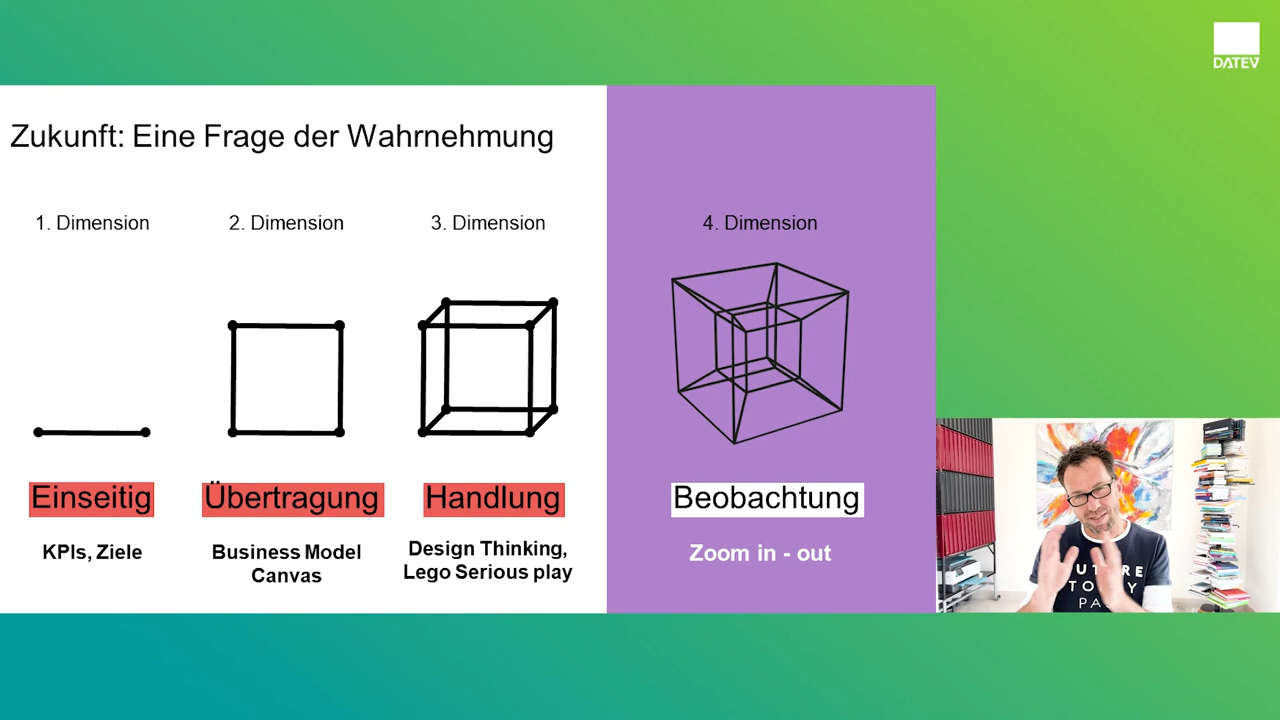 DATEV
Zukunft: Eine Frage der Wahrnehmung
1. Dimension
2. Dimension
3. Dimension
4. Dimension
Einseitig
Übertragung
Handlung
Beobachtung
KPIs, Ziele
Business Model
Canvas
Design Thinking,
Lego Serious play
Zoom in - out